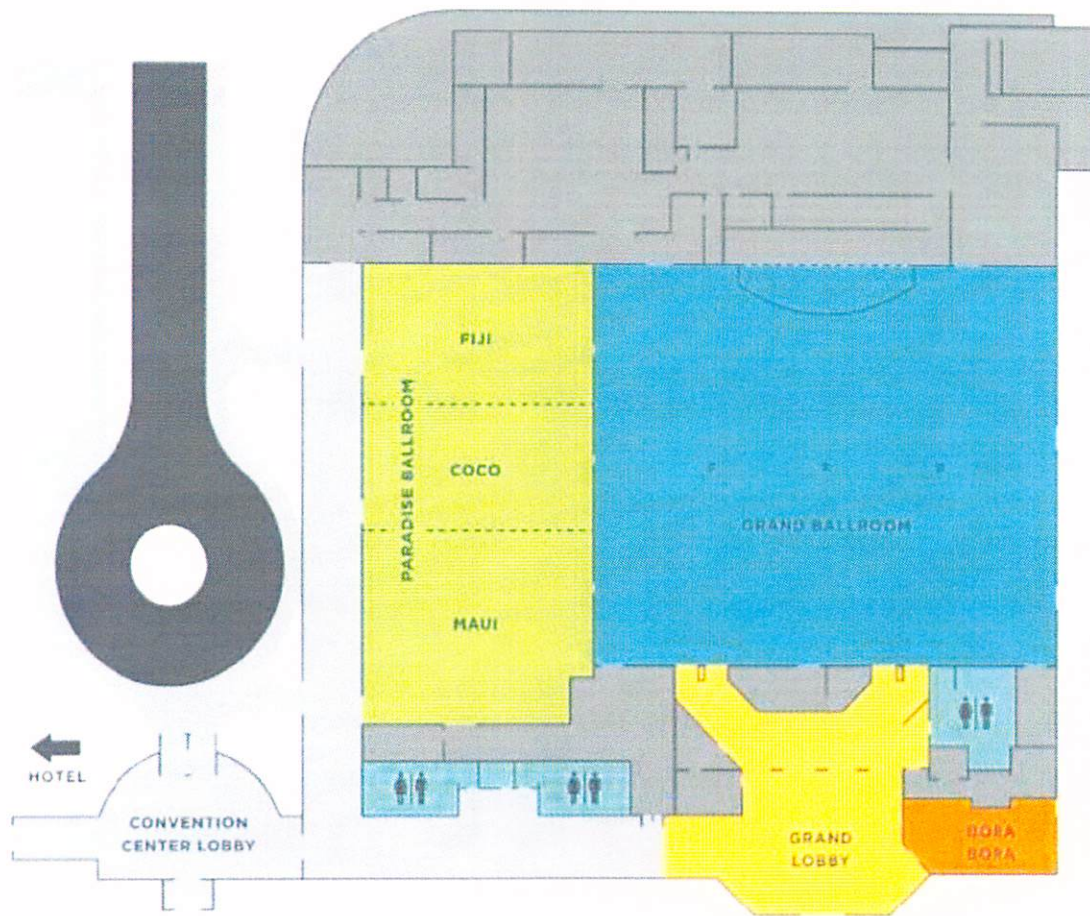 FIJI
PARADISE BALLROOM
COCO
GRAND BALLROOM
MAUI
HOTEL
CONVENTION
CENTER LOBBY
GRAND
LOBBY
BORA
BORA